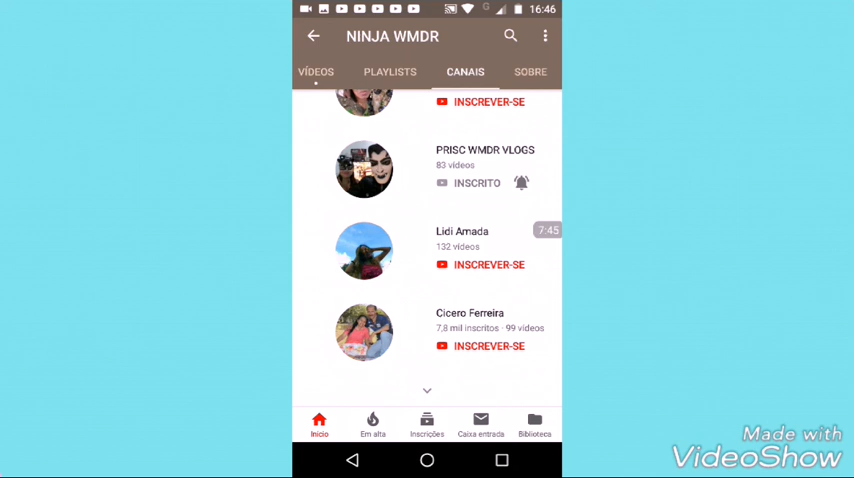 G 16:46
NINJA WMDR
VÍDEOS PLAYLISTS CANAIS SOBRE
INSCREVER-SE
PRISC WMDR VLOGS
83 vídeos
INSCRITO
Lidi Amada
7:45
132 vídeos
INSCREVER-SE
Cicero Ferreira
7,8 mil inscritos · 99 vídeos
INSCREVER-SE
Início Em alta Inscrições Caixa entrada Biblioteca
Made with
VideoShow